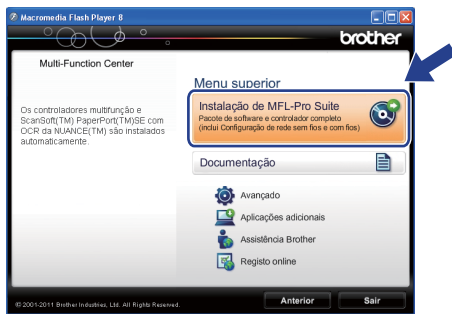 Macromedia Flash Player 8
brother
Multi-Function Center
Menu superior
Instalação de MFL-Pro Suite
Pacote de software e controlador completo
(inclui Configuração de rede sem fios e com fios)
Os controladores multifunção e
ScanSoft(TM) PaperPort(TM)SE com
OCR da NUANCE(TM) são instalados
automaticamente.
Documentação
Avançado
Aplicações adicionais
Assistência Brother
Registo online
© 2001-2011 Brother Industries, Ltd. All Rights Reserved.
Anterior
Sair